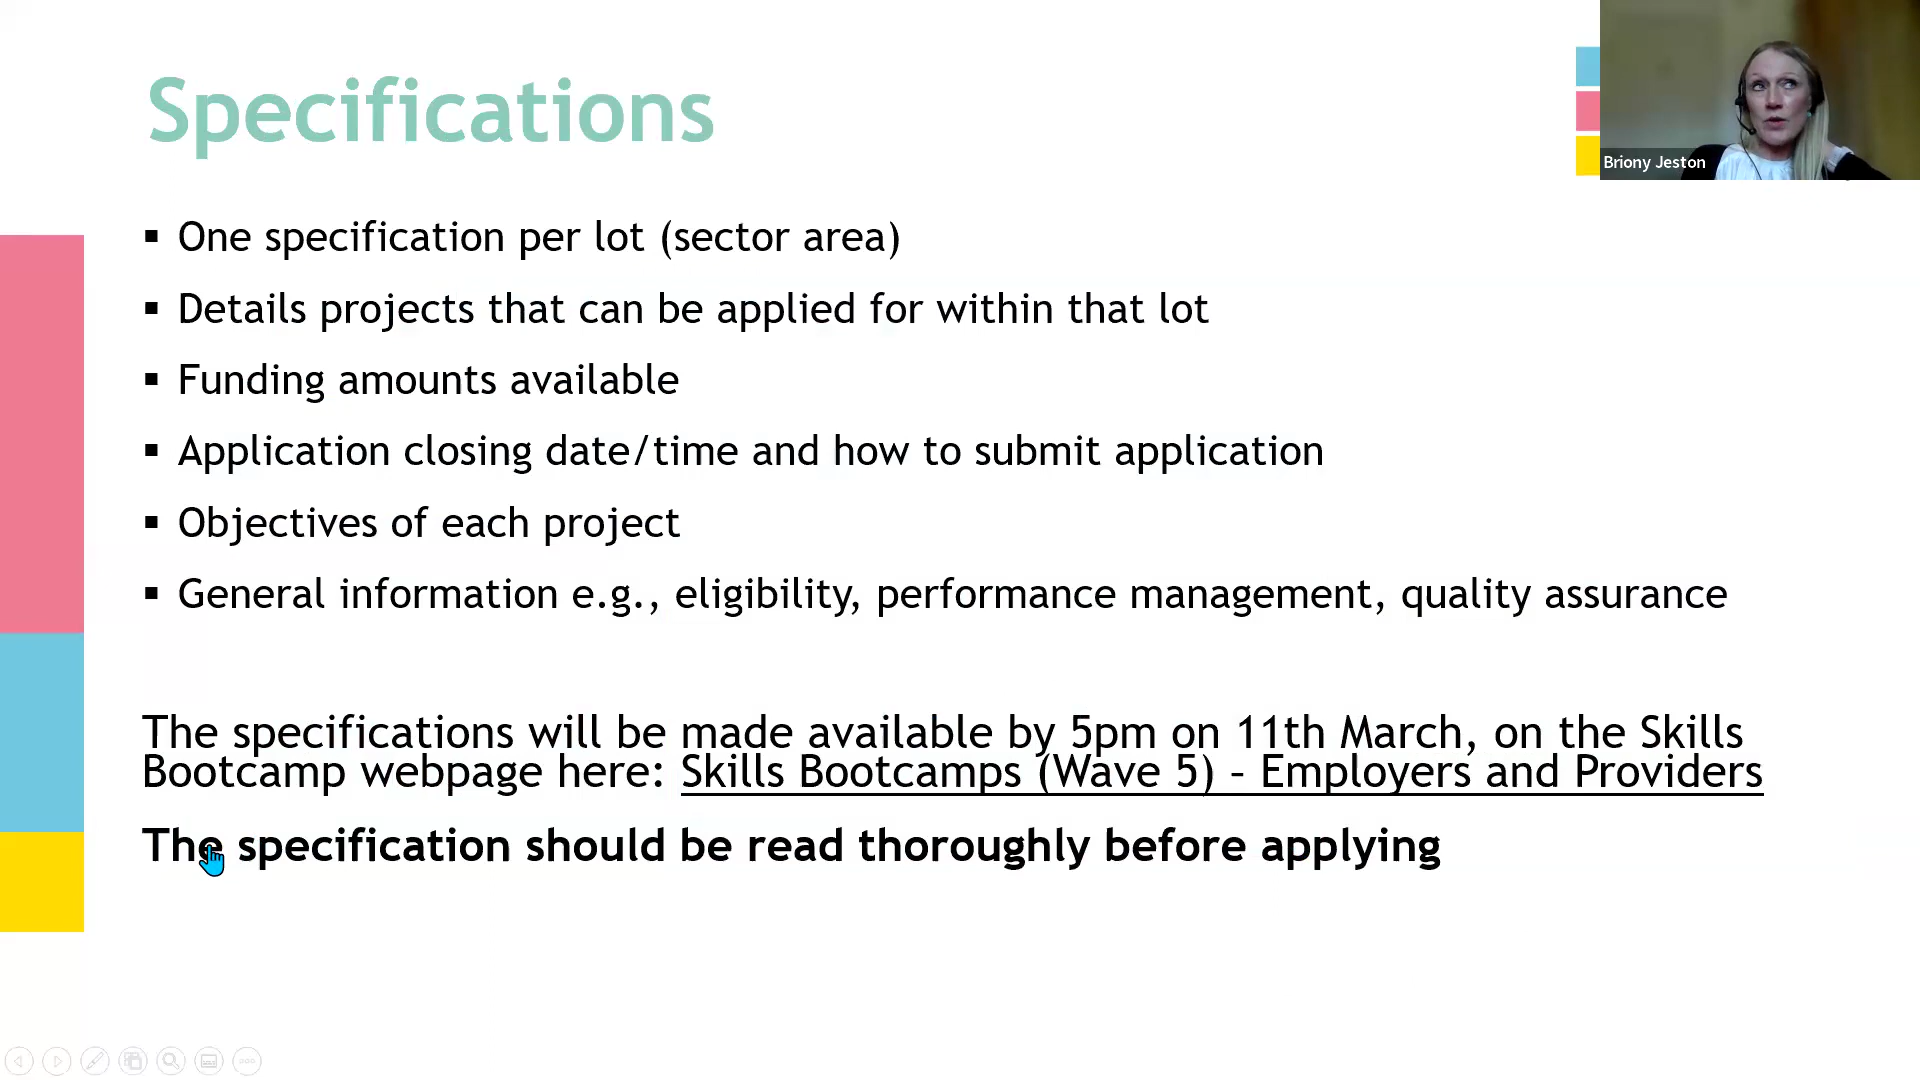 Specifications
Briony Jeston
▪ One specification per lot (sector area)
▪ Details projects that can be applied for within that lot
▪ Funding amounts available
▪ Application closing date/time and how to submit application
▪ Objectives of each project
▪ General information e.g., eligibility, performance management, quality assurance
The specifications will be made available by 5pm on 11th March, on the Skills
Bootcamp webpage here: Skills Bootcamps (Wave 5) – Employers and Providers
The specification should be read thoroughly before applying